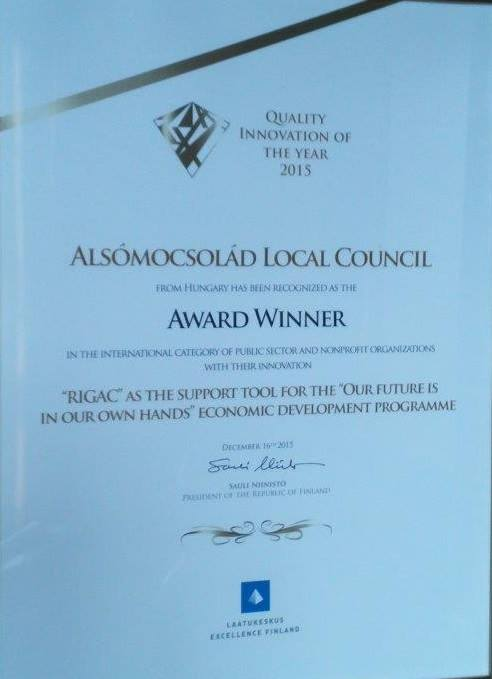 QUALITY
INNOVATION OF
THE YEAR
2015
ALSÓMOCSOLÁD LOCAL COUNCIL
FROM HUNGARY HAS BEEN RECOGNIZED AS THE
AWARD WINNER
IN THE INTERNATIONAL CATEGORY OF PUBLIC SECTOR AND NONPROFIT ORGANIZATIONS
WITH THEIR INNOVATION
"RIGAC" AS THE SUPPORT TOOL FOR THE "OUR FUTURE IS
IN OUR OWN HANDS" ECONOMIC DEVELOPMENT PROGRAMME
DECEMBER 16TH 2015
Sauli Niinistö
SAULI NIINISTÖ
PRESIDENT OF THE REPUBLIC OF FINLAND
LAATUKESKUS
EXCELLENCE FINLAND